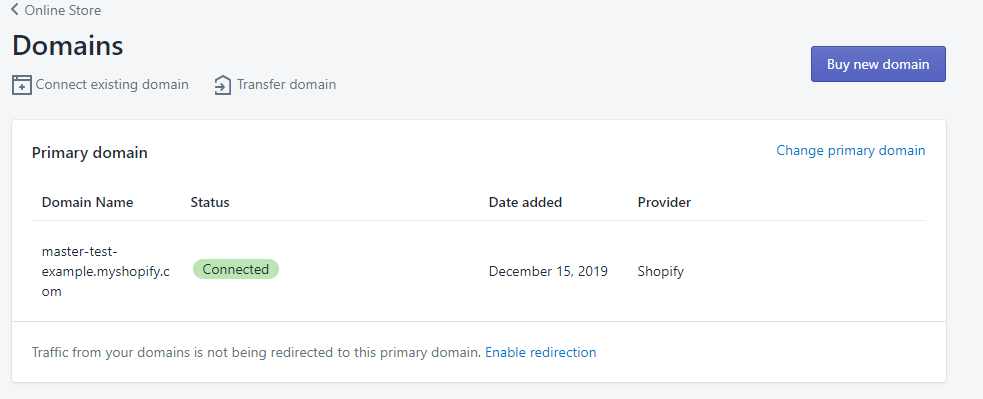 Online Store
Domains
Connect existing domain Transfer domain
Buy new domain
Primary domain
Change primary domain
Domain Name Status Date added Provider
master-test-
example.myshopify.c
om
Connected
December 15, 2019
Shopify
Traffic from your domains is not being redirected to this primary domain. Enable redirection